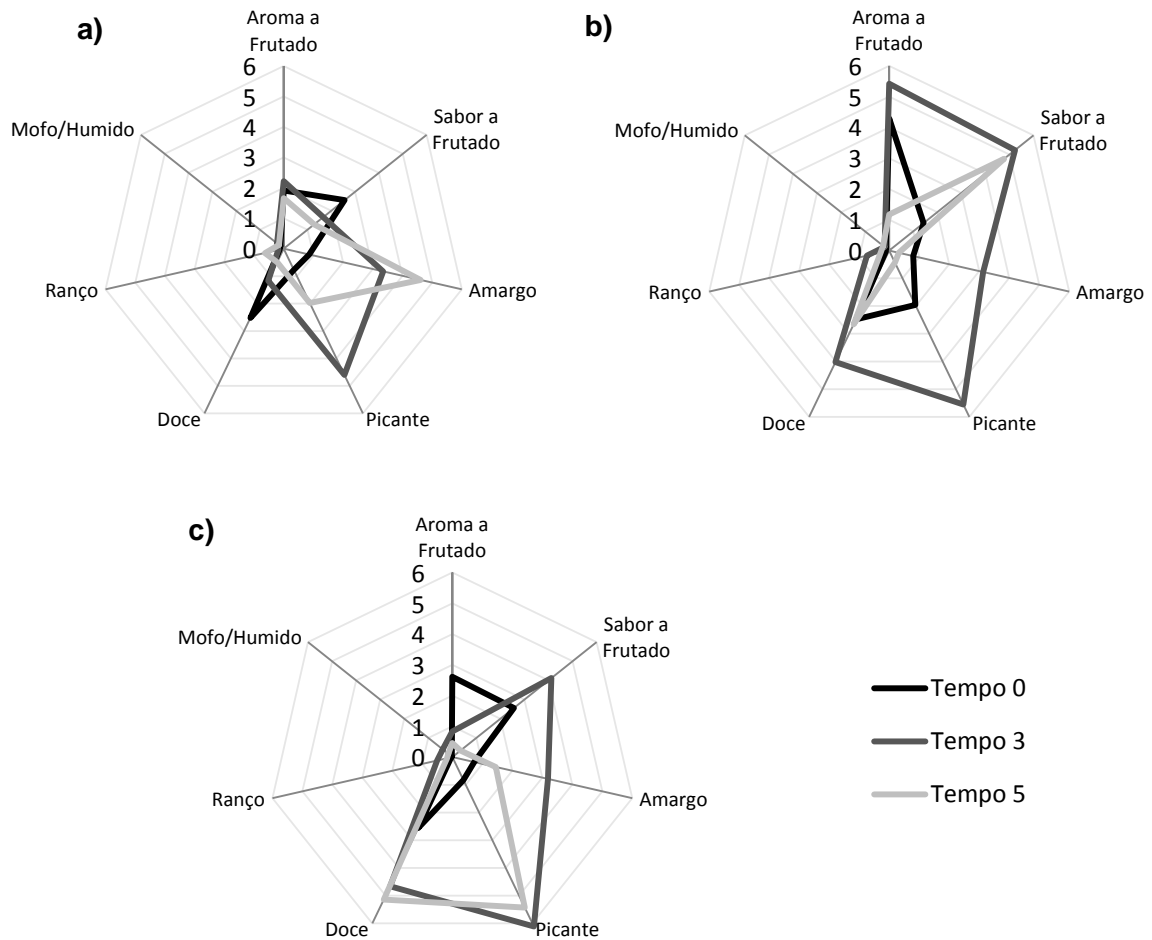 a)
Aroma a
Frutado
6
5
4
3
2
1
0
Sabor a
Frutado
Amargo
Picante
Doce
Ranço
Mofo/Humido
b)
Aroma a
Frutado
6
5
4
3
2
1
0
Sabor a
Frutado
Amargo
Picante
Doce
Ranço
Mofo/Humido
c)
Aroma a
Frutado
6
5
4
3
2
1
0
Sabor a
Frutado
Amargo
Picante
Doce
Ranço
Mofo/Humido
Tempo 0
Tempo 3
Tempo 5